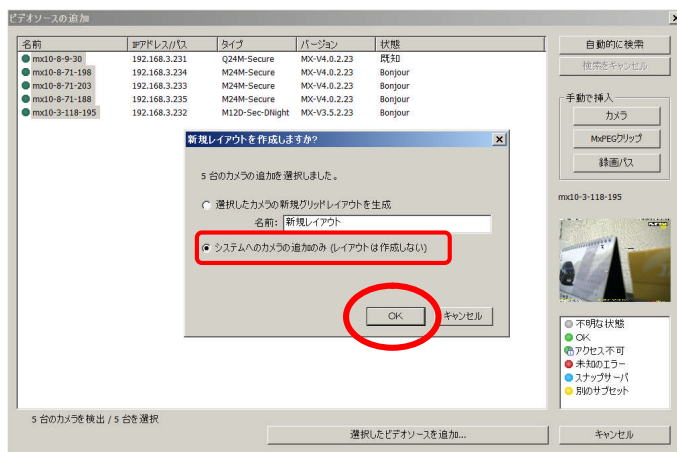 ビデオソースの追加
名前 IPアドレス/パス タイプ バージョン 状態
mx10-8-9-30 192.168.3.231 Q24M-Secure MX-V4.0.2.23 既知
mx10-8-71-198 192.168.3.234 M24M-Secure MX-V4.0.2.23 Bonjour
mx10-8-71-203 192.168.3.233 M24M-Secure MX-V4.0.2.23 Bonjour
mx10-8-71-188 192.168.3.235 M24M-Secure MX-V4.0.2.23 Bonjour
mx10-3-118-195 192.168.3.232 M12D-Sec-DNight MX-V3.5.2.23 Bonjour
自動的に検索
検索をキャンセル
手動で挿入
カメラ
MxPEGクリップ
録画パス
新規レイアウトを作成しますか?
5 台のカメラの追加を選択しました。
選択したカメラの新規グリッドレイアウトを生成
名前: 新規レイアウト
システムへのカメラの追加のみ (レイアウトは作成しない)
OK キャンセル
mx10-3-118-195
不明な状態
OK
アクセス不可
未知のエラー
スナップサーバ
別のサブセット
5 台のカメラを検出 / 5 台を選択
選択したビデオソースを追加...
キャンセル